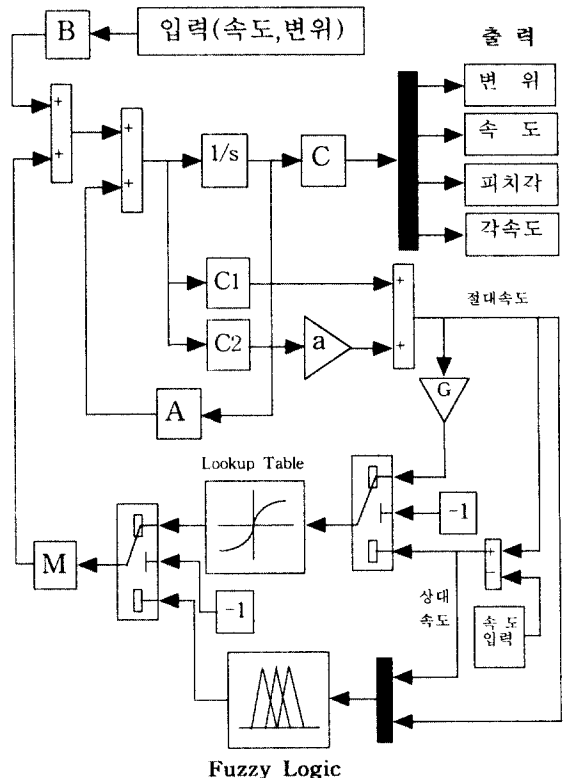 B
입력(속도,변위)
출 력
변 위
속 도
피치각
각속도
+
+
+
+
1/s
C
C1
C2
a
+
+
절대속도
G
A
Lookup Table
-1
M
-1
+
-
상대
속도
속도
입력
Fuzzy Logic